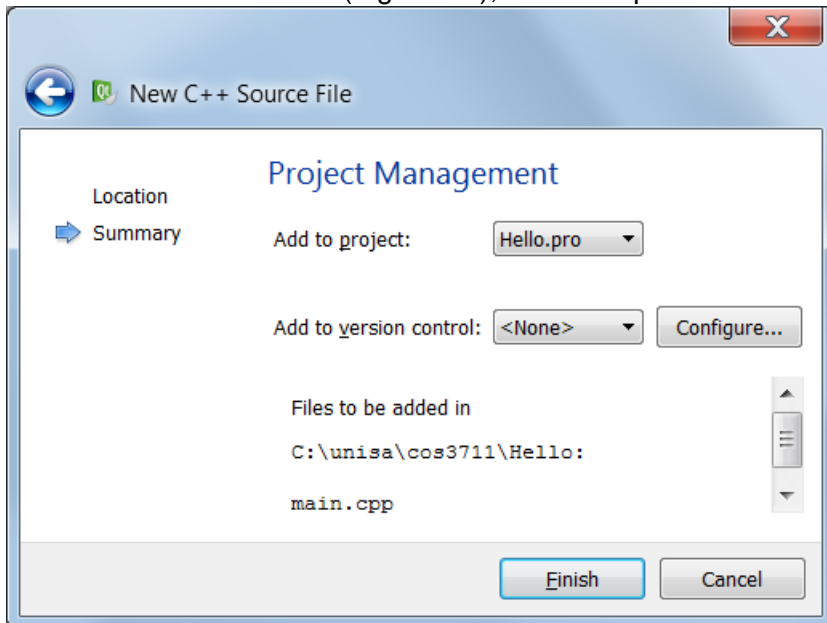 New C++ Source File
Project Management
Location
Summary
Add to project: Hello.pro
Add to version control: <None> Configure...
Files to be added in
C:\unisa\cos3711\Hello:
main.cpp
Finish Cancel